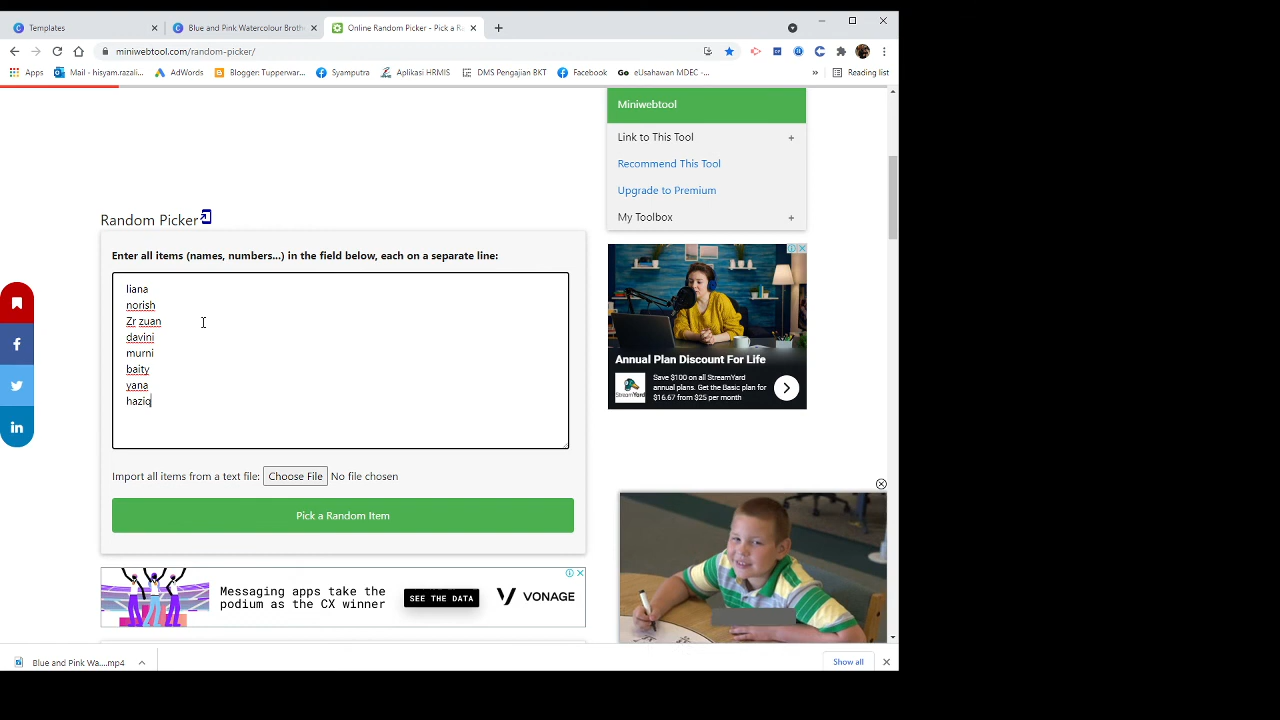 Templates
Blue and Pink Watercolour Broth
Online Random Picker - Pick a R
miniwebtool.com/random-picker/
Apps
Mail - hisyam.razali...
AdWords
Blogger: Tupperwar...
Syamputra
Aplikasi HRMIS
DMS Pengajian BKT
Facebook
Go
eUsahawan MDEC -...
»
Reading list
Miniwebtool
Link to This Tool +
Recommend This Tool
Upgrade to Premium
My Toolbox +
Random Picker
Enter all items (names, numbers...) in the field below, each on a separate line:
liana
norish
Zr zuan
davini
murni
baity
yana
haziq
Import all items from a text file: Choose File No file chosen
Pick a Random Item
Annual Plan Discount For Life
Save $100 on all StreamYard
annual plans. Get the Basic plan for
$16.67 from $25 per month
STREAMYARD
Messaging apps take the
podium as the CX winner
SEE THE DATA
VONAGE
Blue and Pink Wa....mp4
Show all